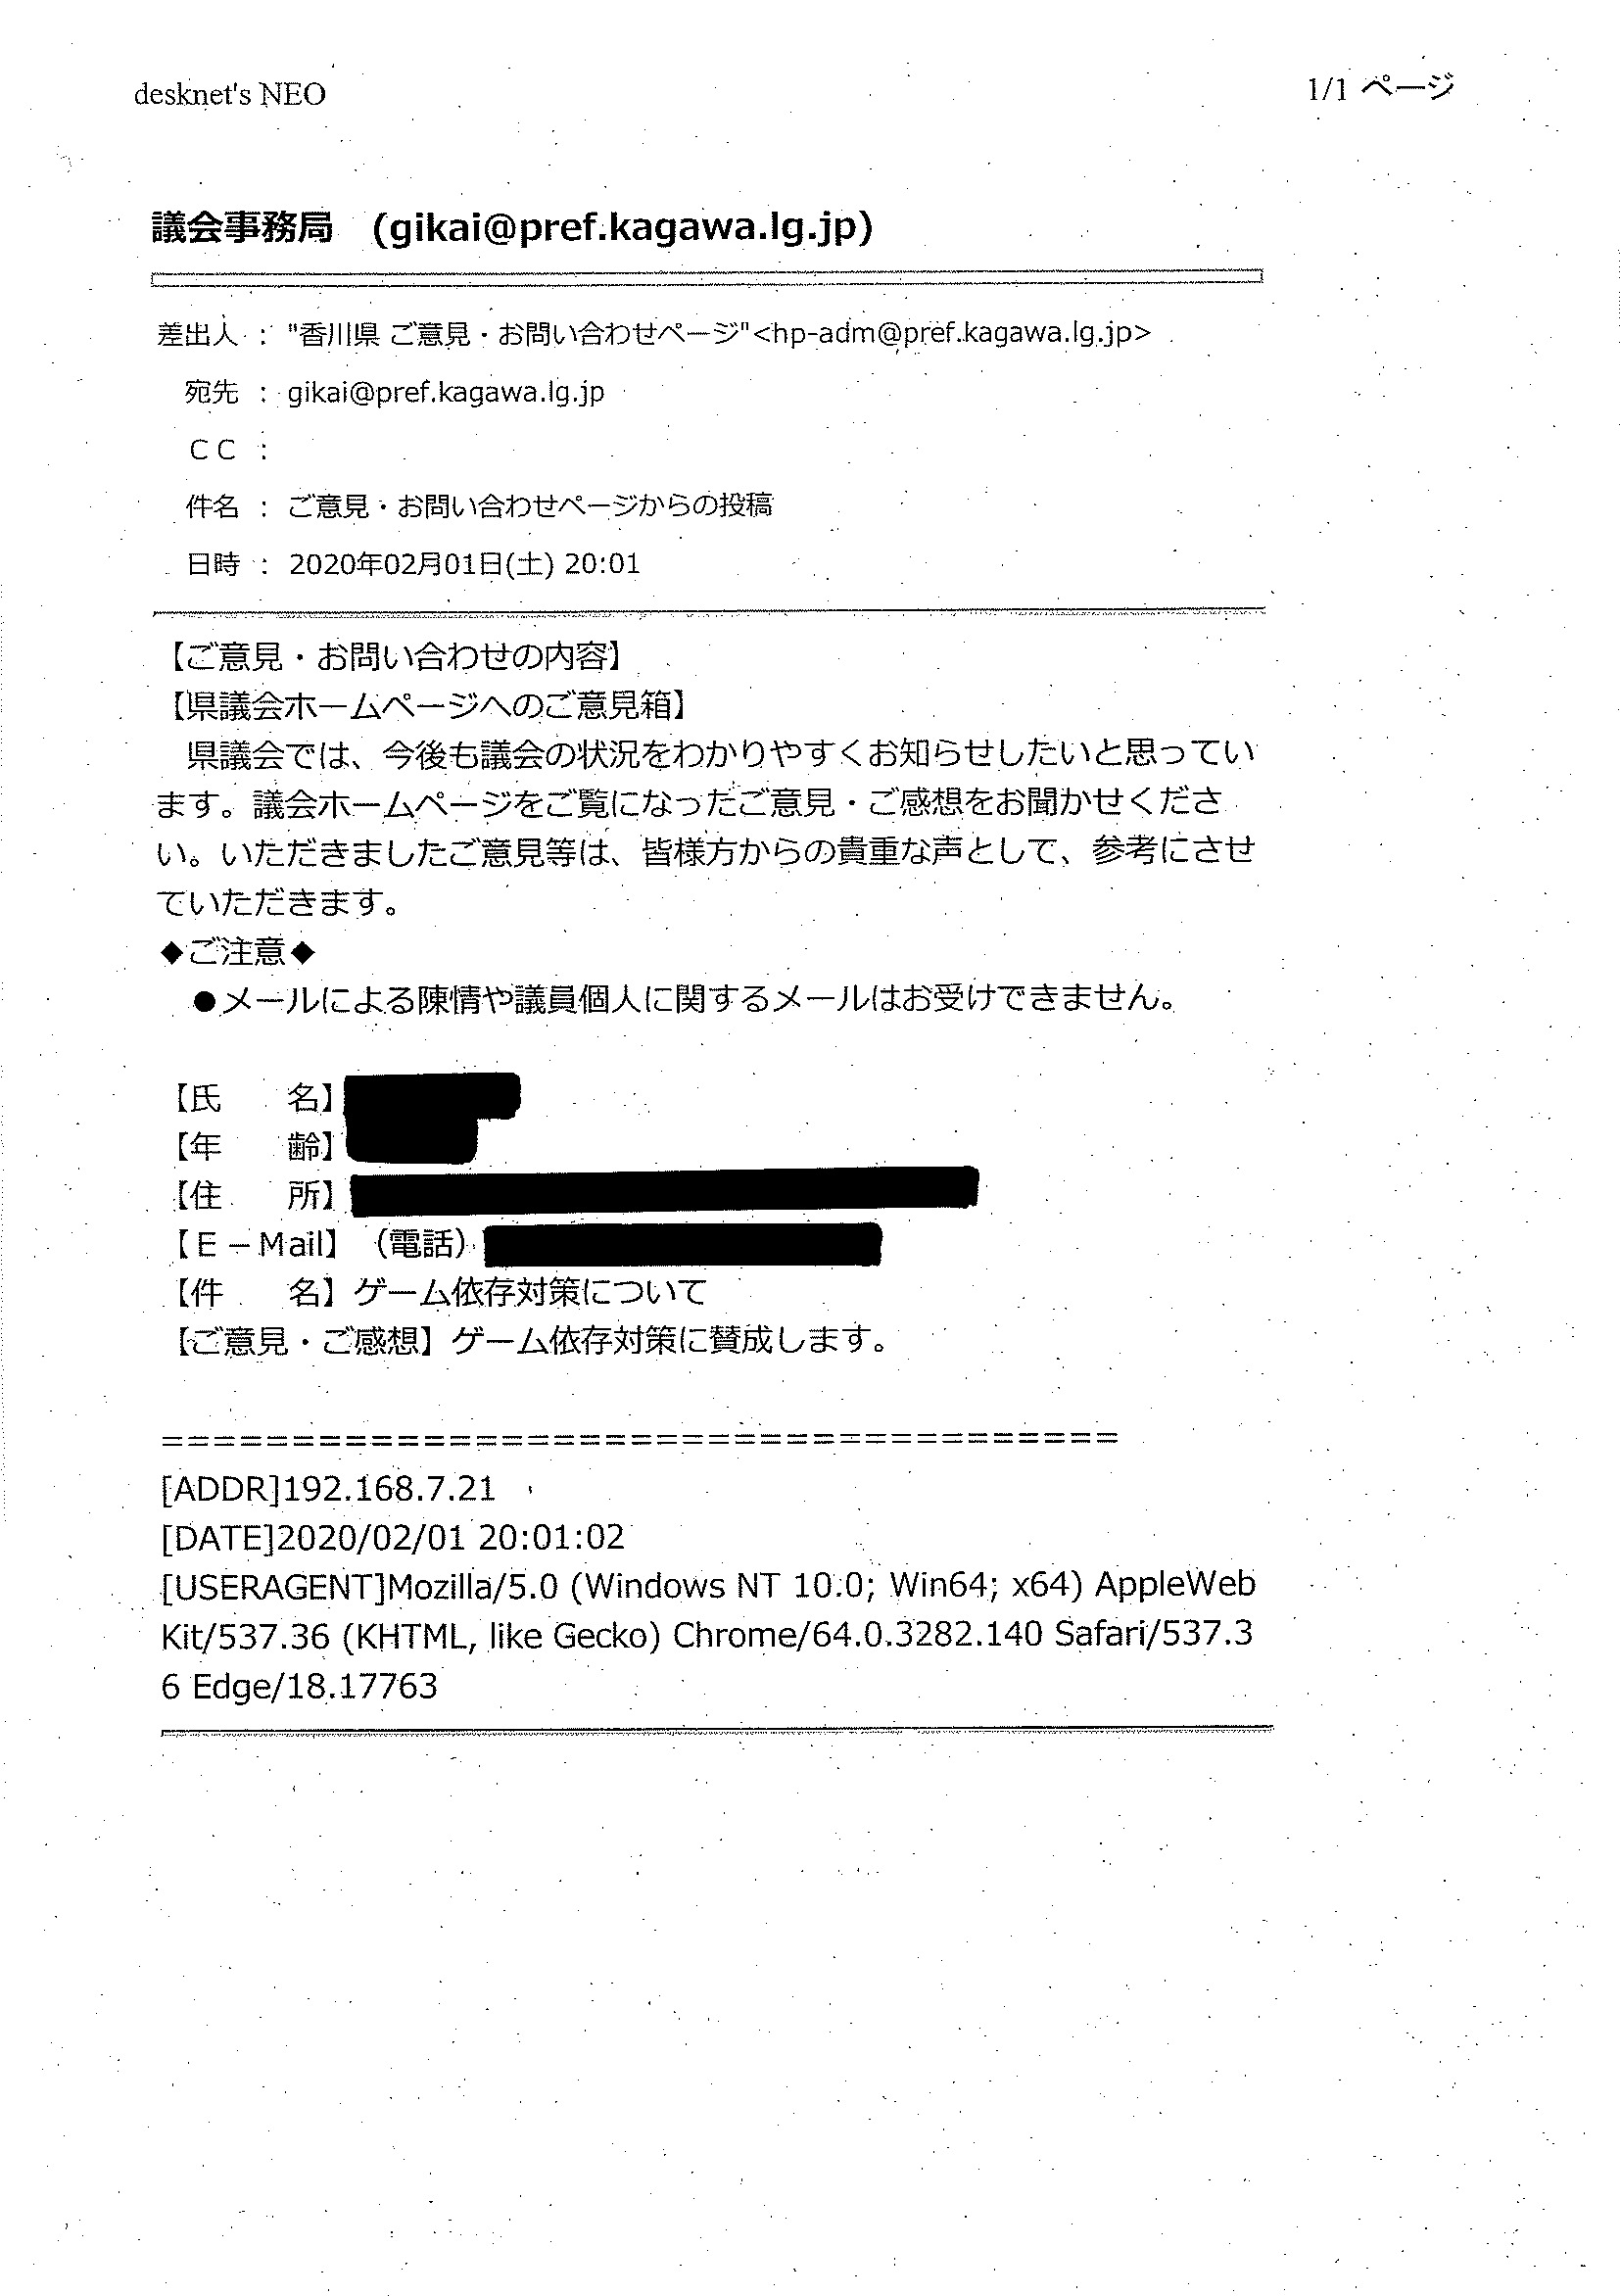 desknet's NEO
1/1 ページ
議会事務局 (gikai@pref.kagawa.lg.jp)
差出人 : "香川県 ご意見・お問い合わせページ"<hp-adm@pref.kagawa.lg.jp>
宛先 : gikai@pref.kagawa.lg.jp
CC :
件名 : ご意見・お問い合わせページからの投稿
日時 : 2020年02月01日(土) 20:01
【ご意見・お問い合わせの内容】
【県議会ホームページへのご意見箱】
県議会では、今後も議会の状況をわかりやすくお知らせしたいと思ってい
ます。議会ホームページをご覧になったご意見・ご感想をお聞かせくださ
い。いただきましたご意見等は、皆様方からの貴重な声として、参考にさせ
ていただきます。
◆ご注意◆
●メールによる陳情や議員個人に関するメールはお受けできません。
【氏　　名】
【年　　齢】
【住　　所】
【E－Mail】（電話）
【件　　名】ゲーム依存対策について
【ご意見・ご感想】ゲーム依存対策に賛成します。
=====================================
[ADDR]192.168.7.21
[DATE]2020/02/01 20:01:02
[USERAGENT]Mozilla/5.0 (Windows NT 10.0; Win64; x64) AppleWeb
Kit/537.36 (KHTML, like Gecko) Chrome/64.0.3282.140 Safari/537.3
6 Edge/18.17763